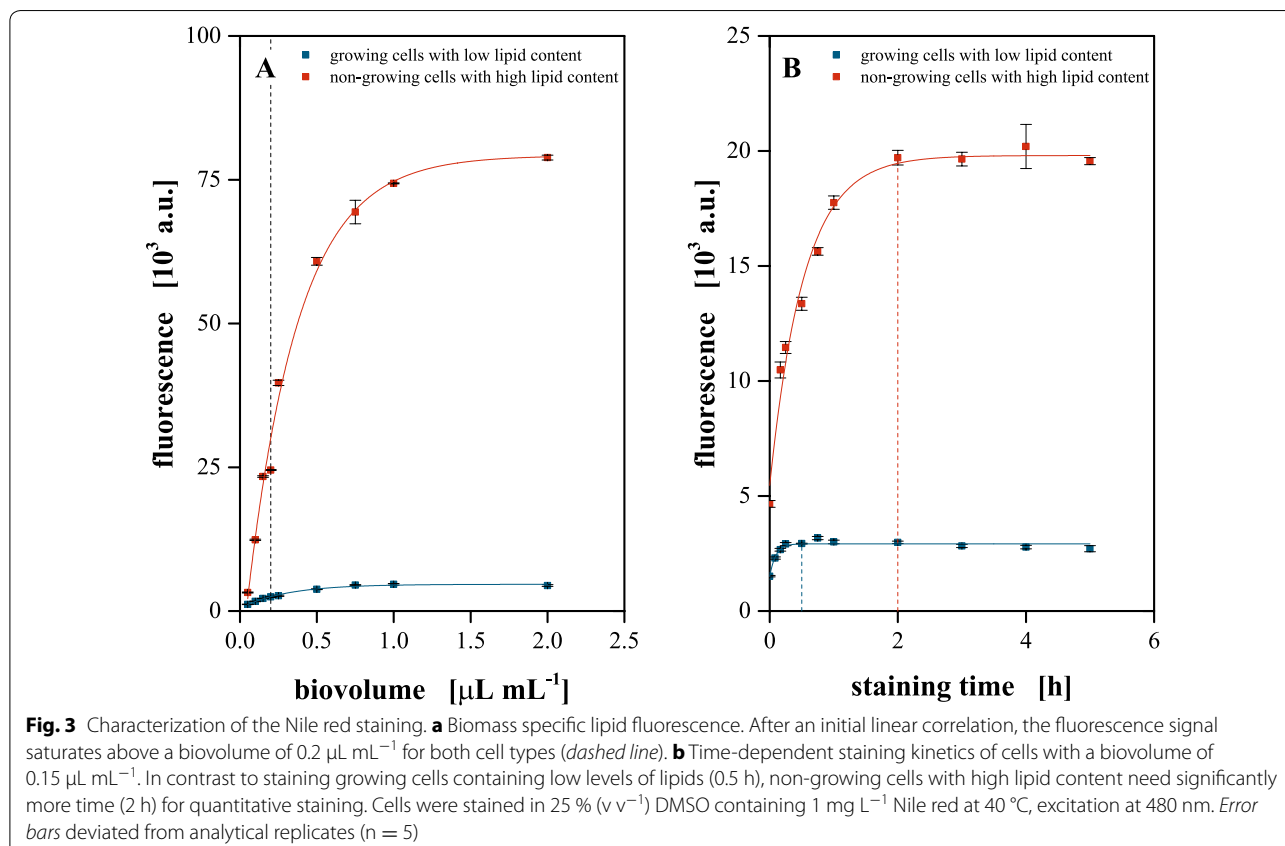 100
75
50
25
0
fluorescence [10³ a.u.]
A
growing cells with low lipid content
non-growing cells with high lipid content
0.0 0.5 1.0 1.5 2.0 2.5
biovolume [µL mL⁻¹]
25
20
15
10
5
0
fluorescence [10³ a.u.]
B
growing cells with low lipid content
non-growing cells with high lipid content
0 2 4 6
staining time [h]
Fig. 3 Characterization of the Nile red staining. a Biomass specific lipid fluorescence. After an initial linear correlation, the fluorescence signal
saturates above a biovolume of 0.2 µL mL⁻¹ for both cell types (dashed line). b Time-dependent staining kinetics of cells with a biovolume of
0.15 µL mL⁻¹. In contrast to staining growing cells containing low levels of lipids (0.5 h), non-growing cells with high lipid content need significantly
more time (2 h) for quantitative staining. Cells were stained in 25 % (v v⁻¹) DMSO containing 1 mg L⁻¹ Nile red at 40 °C, excitation at 480 nm. Error
bars deviated from analytical replicates (n = 5)